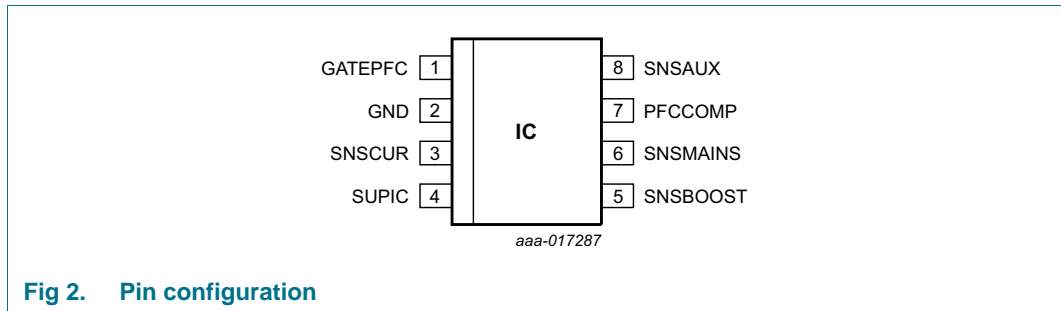 GATEPFC 1
GND 2
SNSCUR 3
SUPIC 4
IC
8 SNSAUX
7 PFCCOMP
6 SNSMAINS
5 SNSBOOST
aaa-017287
Fig 2. Pin configuration